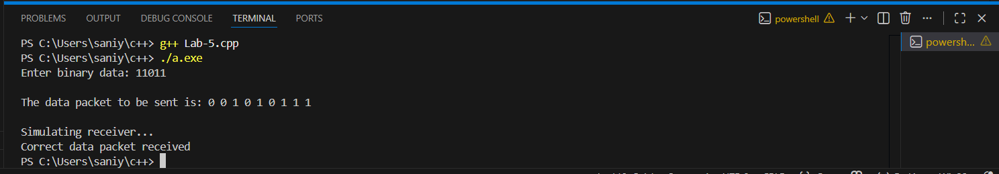 PROBLEMS OUTPUT DEBUG CONSOLE TERMINAL PORTS powershell
PS C:\Users\saniy\c++> g++ Lab-5.cpp
powersh...
PS C:\Users\saniy\c++> ./a.exe
Enter binary data: 11011
The data packet to be sent is: 0 0 1 0 1 0 1 1 1
Simulating receiver...
Correct data packet received
PS C:\Users\saniy\c++>